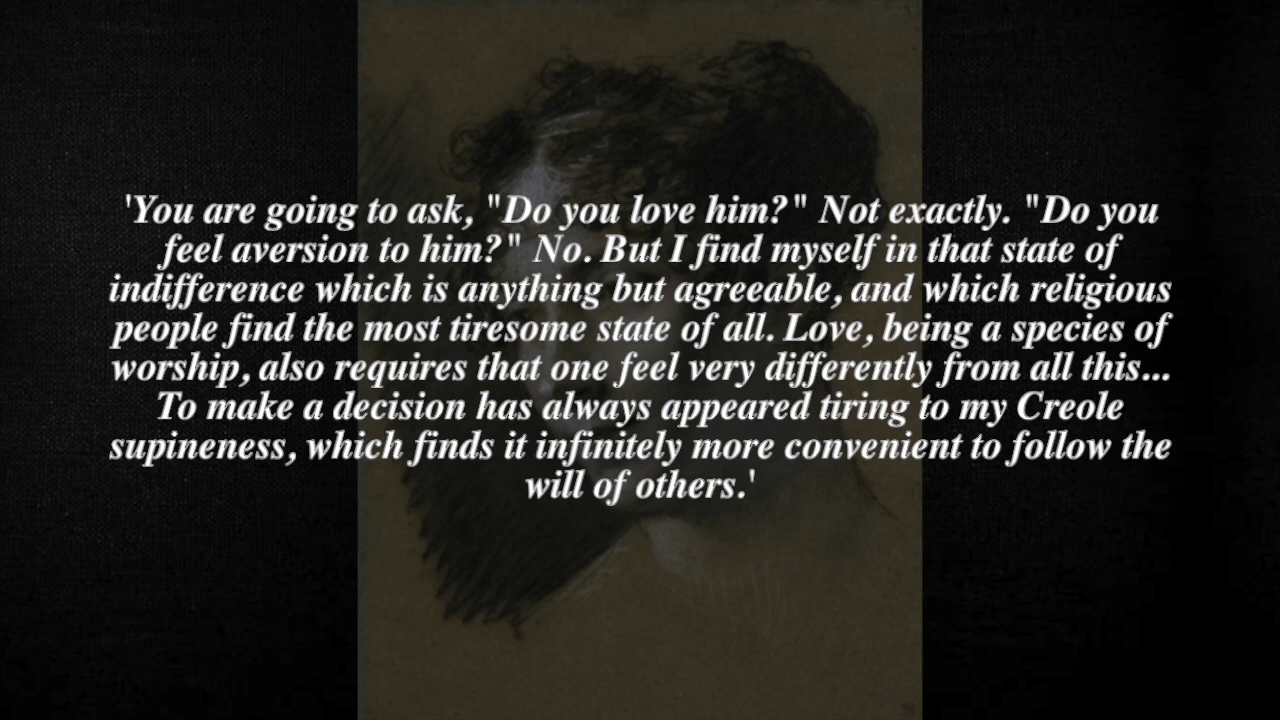 'You are going to ask, "Do you love him?" Not exactly. "Do you
feel aversion to him?" No. But I find myself in that state of
indifference which is anything but agreeable, and which religious
people find the most tiresome state of all. Love, being a species of
worship, also requires that one feel very differently from all this...
To make a decision has always appeared tiring to my Creole
supineness, which finds it infinitely more convenient to follow the
will of others.'